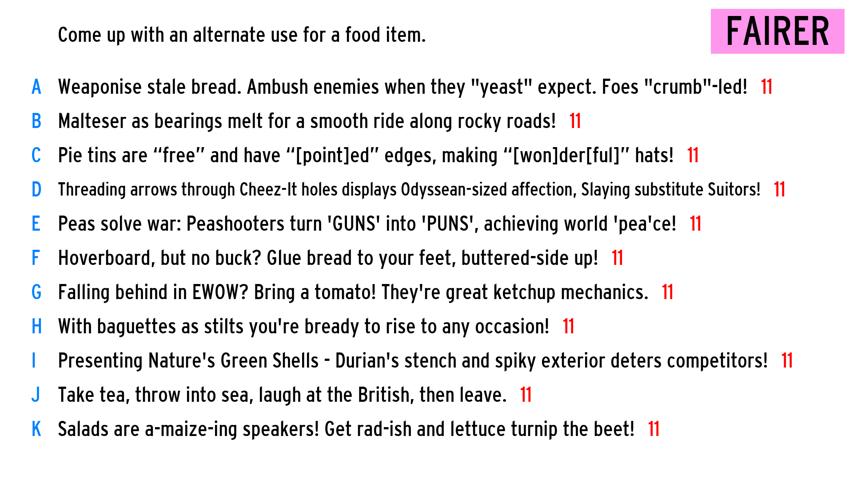 Come up with an alternate use for a food item.
FAIRER
A Weaponise stale bread. Ambush enemies when they "yeast" expect. Foes "crumb"-led! 11
B Malteser as bearings melt for a smooth ride along rocky roads! 11
C Pie tins are “free” and have “[point]ed” edges, making “[won]der[ful]” hats! 11
D Threading arrows through Cheez-It holes displays Odyssean-sized affection, Slaying substitute Suitors! 11
E Peas solve war: Peashooters turn 'GUNS' into 'PUNS', achieving world 'pea'ce! 11
F Hoverboard, but no buck? Glue bread to your feet, buttered-side up! 11
G Falling behind in EWOW? Bring a tomato! They're great ketchup mechanics. 11
H With baguettes as stilts you're bready to rise to any occasion! 11
I Presenting Nature's Green Shells - Durian's stench and spiky exterior deters competitors! 11
J Take tea, throw into sea, laugh at the British, then leave. 11
K Salads are a-maize-ing speakers! Get rad-ish and lettuce turnip the beet! 11